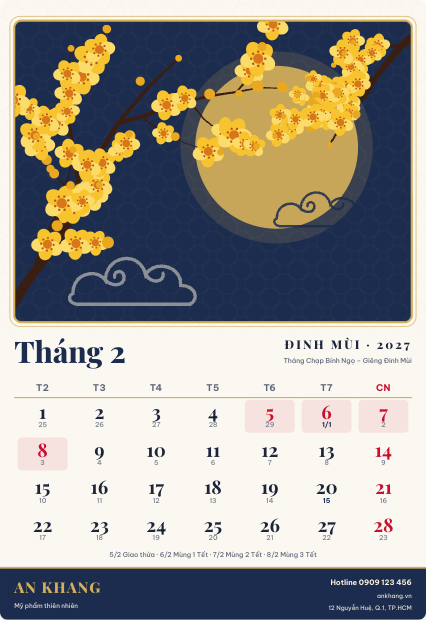 Tháng 2
ĐINH MÙI · 2027
Tháng Chạp Bính Ngọ – Giêng Đinh Mùi
T2 T3 T4 T5 T6 T7 CN
1 2 3 4 5 6 7
25 26 27 28 29 1/1 2
8 9 10 11 12 13 14
3 4 5 6 7 8 9
15 16 17 18 19 20 21
10 11 12 13 14 15 16
22 23 24 25 26 27 28
17 18 19 20 21 22 23
5/2 Giao thừa · 6/2 Mùng 1 Tết · 7/2 Mùng 2 Tết · 8/2 Mùng 3 Tết
AN KHANG
Mỹ phẩm thiên nhiên
Hotline 0909 123 456
ankhang.vn
12 Nguyễn Huệ, Q.1, TP.HCM